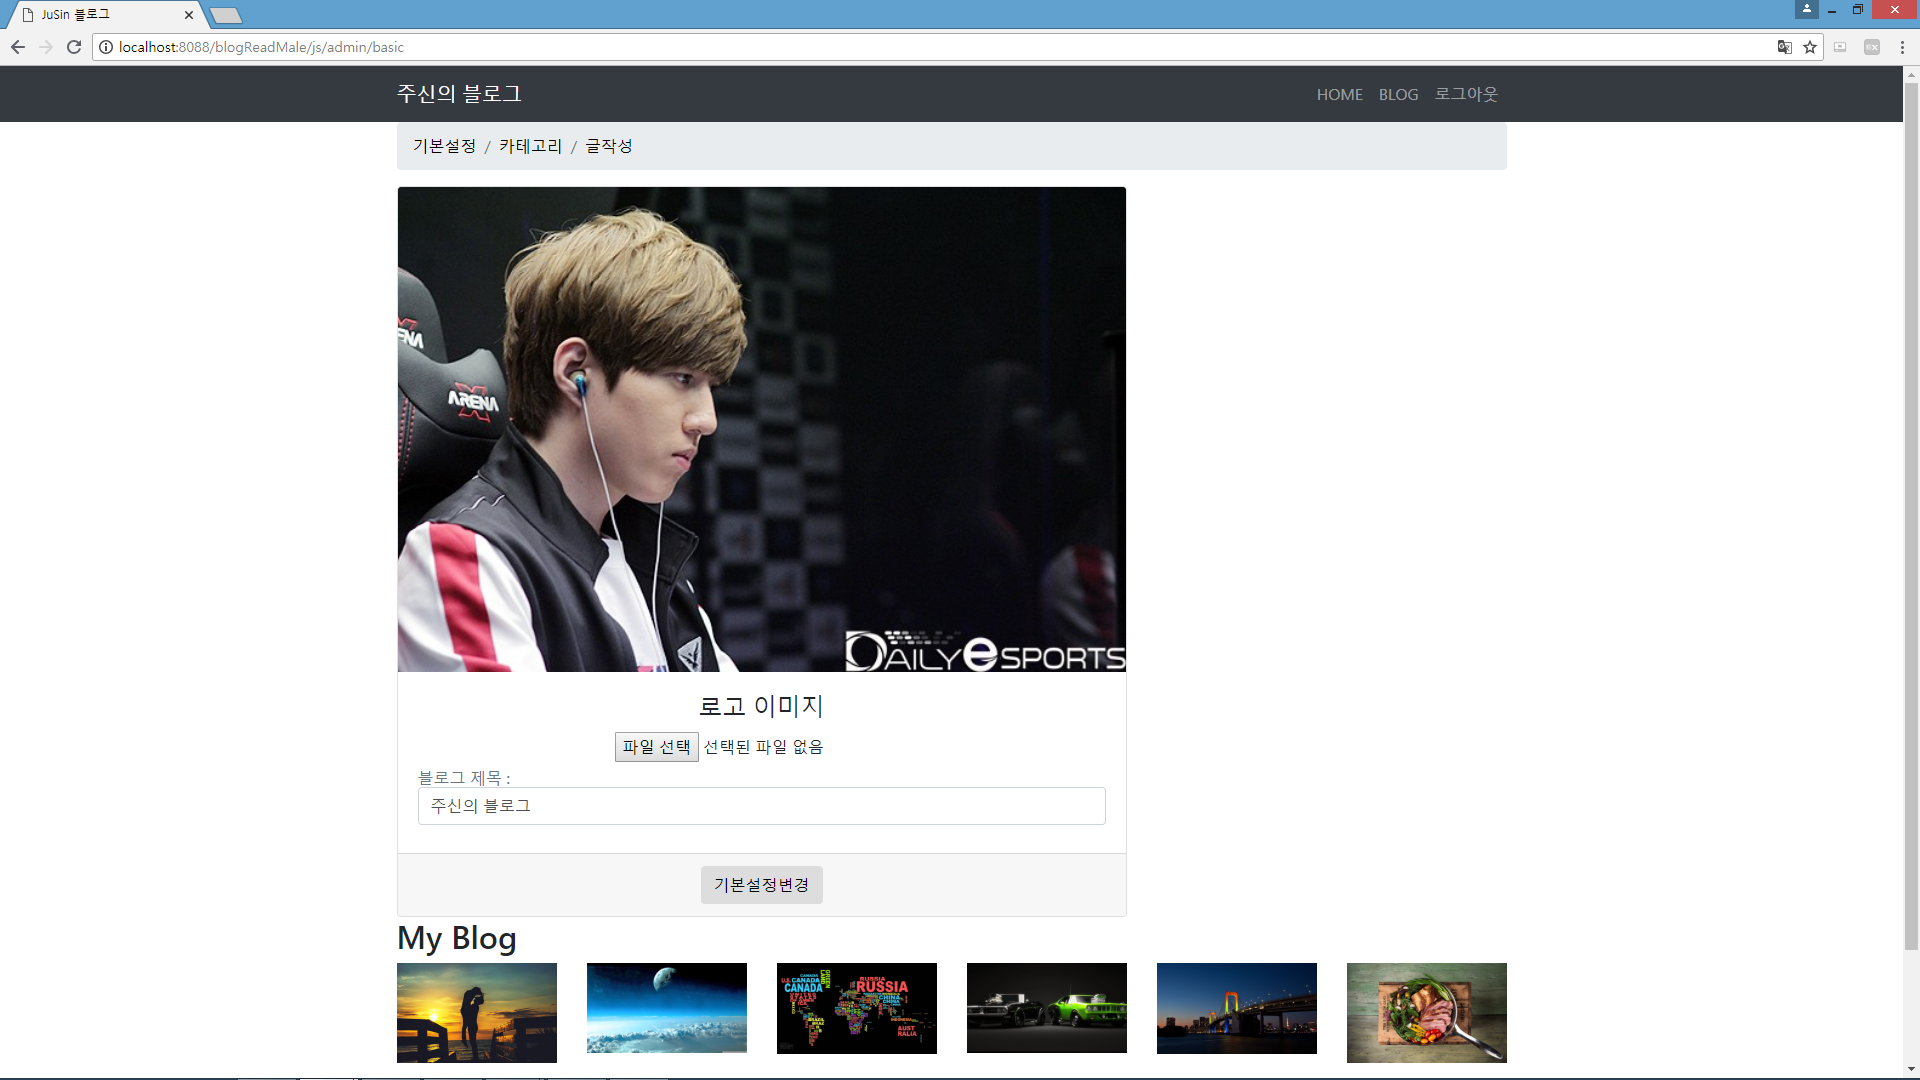 JuSin 블로그
localhost:8088/blogReadMale/js/admin/basic
주신의 블로그
HOME BLOG 로그아웃
기본설정 / 카테고리 / 글작성
ARENA
DAILY ESPORTS
로고 이미지
파일 선택 선택된 파일 없음
블로그 제목 :
주신의 블로그
기본설정변경
My Blog
CANADA
RUSSIA
CHINA